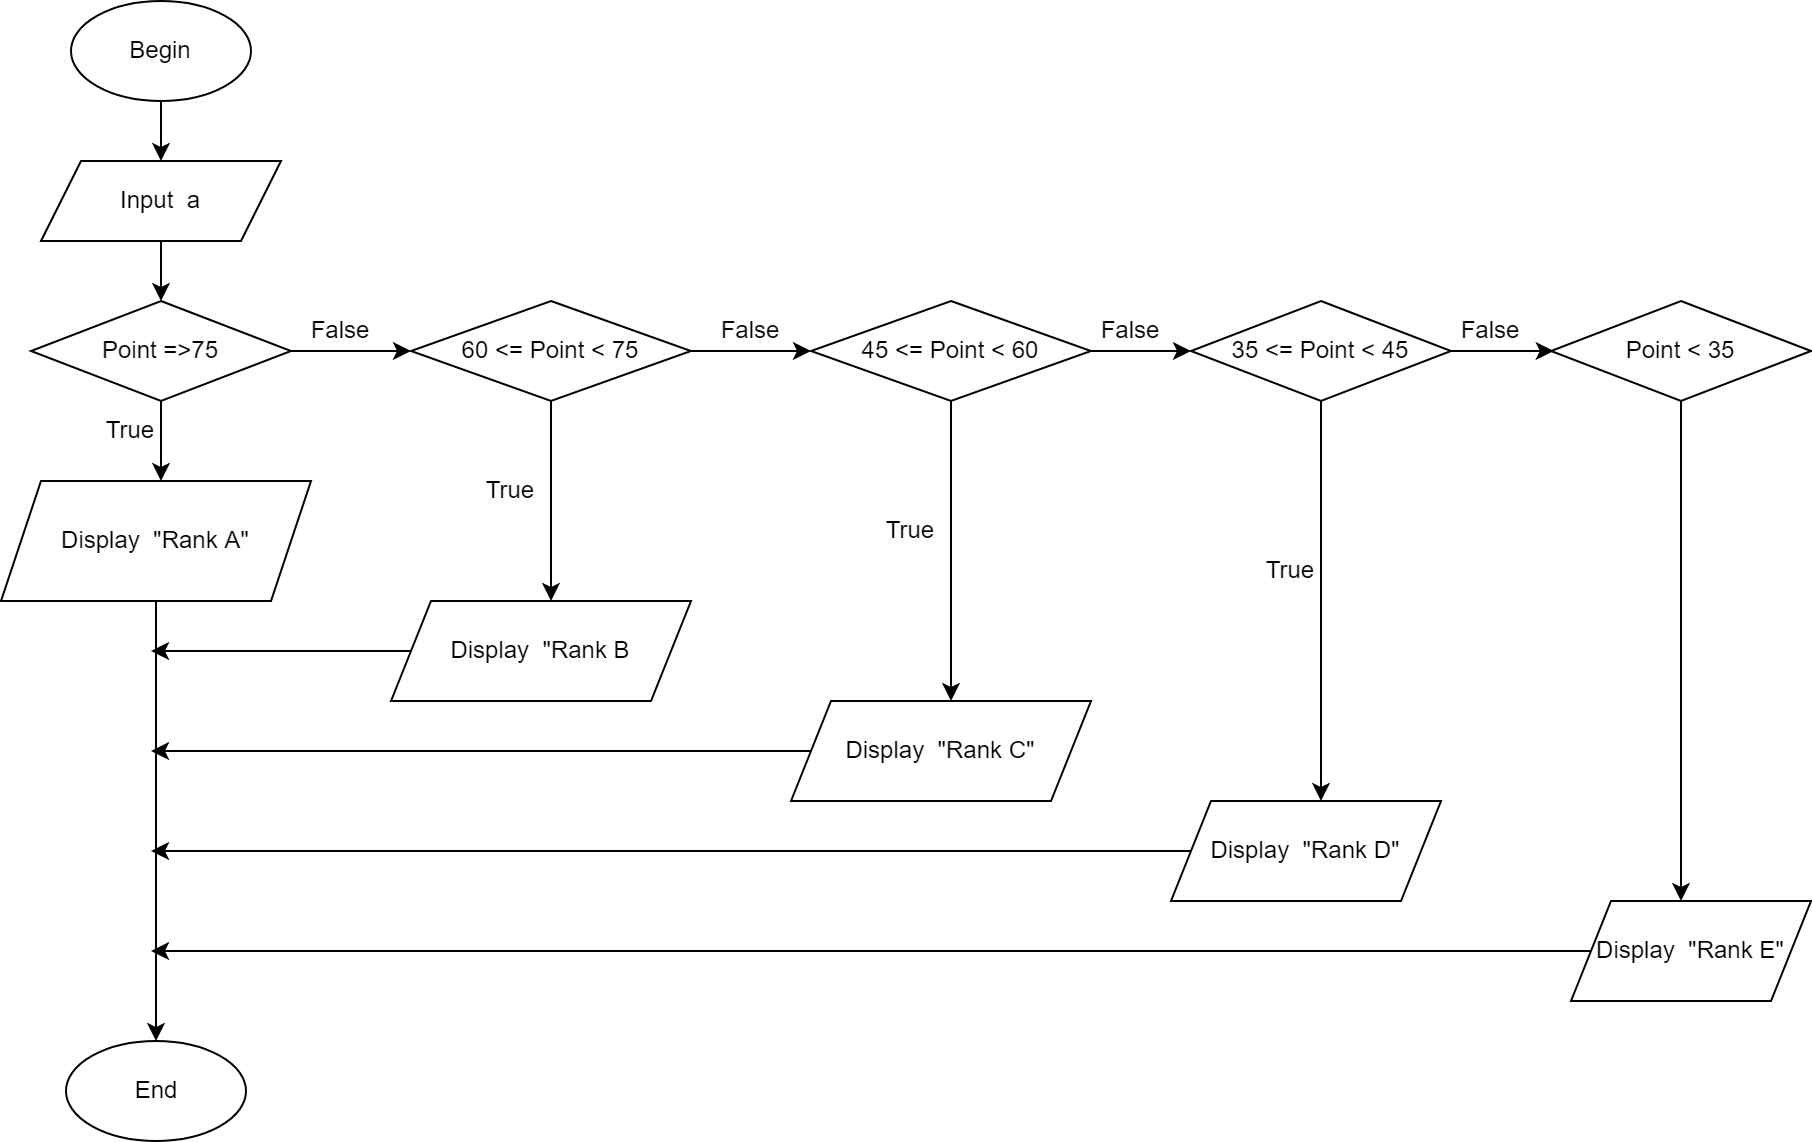 Begin
Input  a
Point =>75
False
60 <= Point < 75
False
45 <= Point < 60
False
35 <= Point < 45
False
Point < 35
True
True
True
True
Display  "Rank A"
Display  "Rank B
Display  "Rank C"
Display  "Rank D"
Display  "Rank E"
End